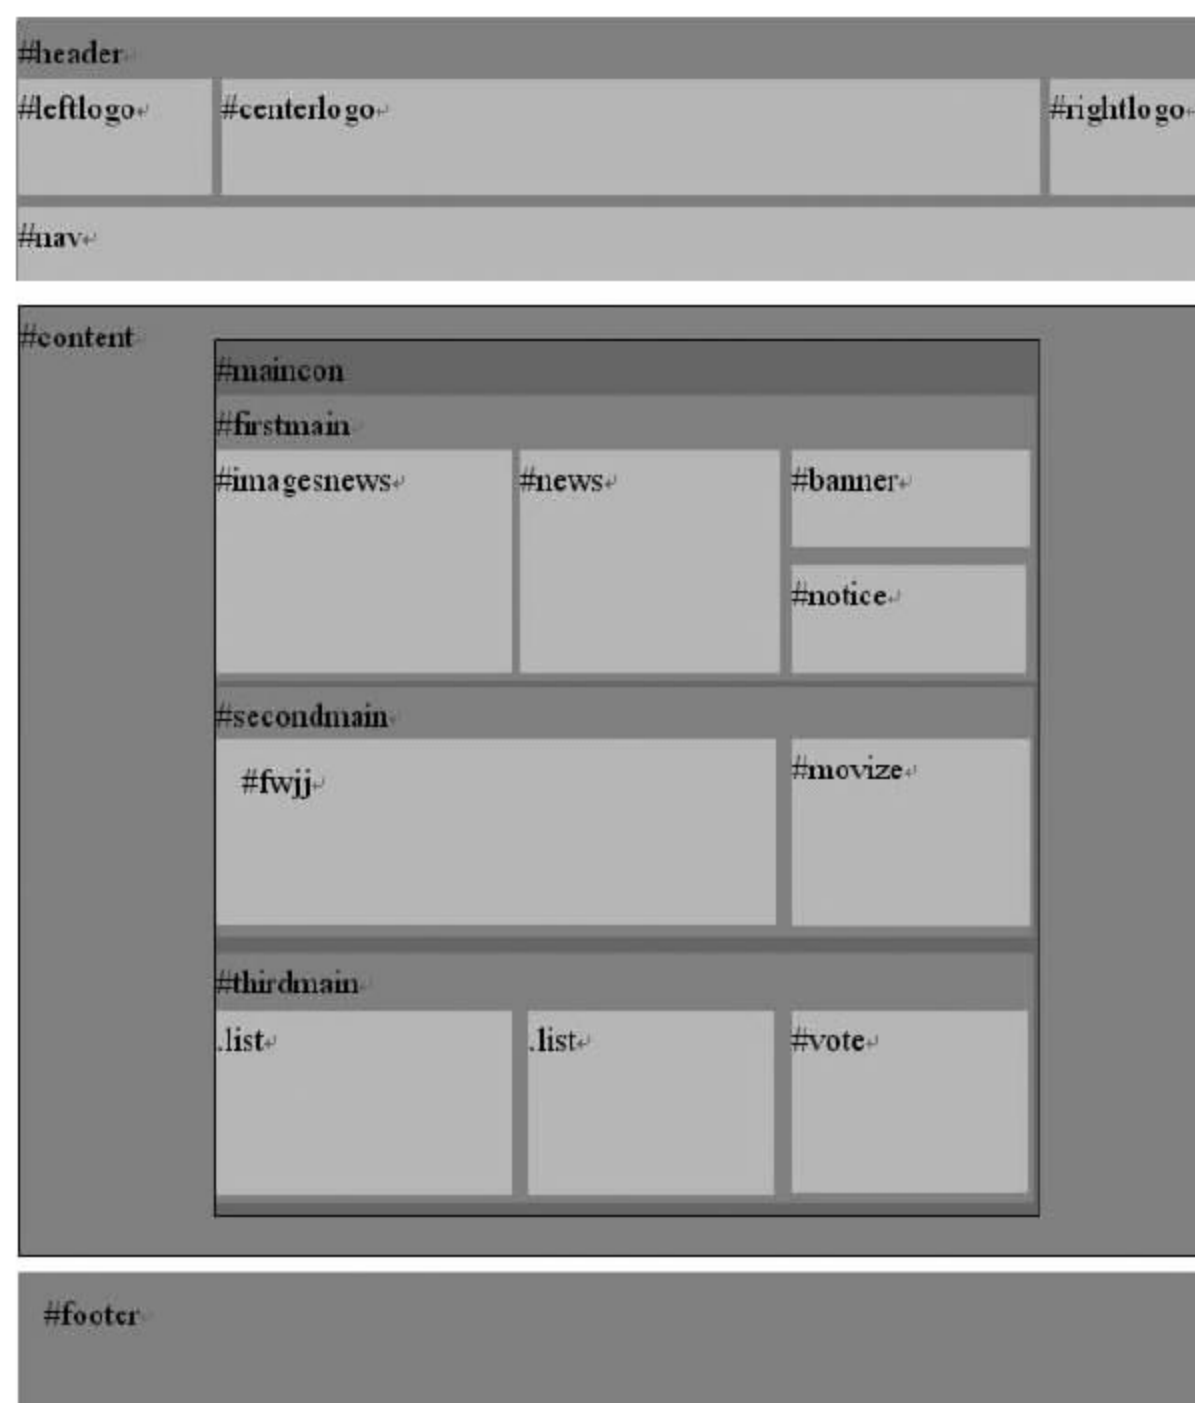 #header
#leftlogo #centerlogo #rightlogo
#nav
#content
#maincon
#firstmain
#imagesnews #news #banner
#notice
#secondmain
#fwjj #movize
#thirdmain
.list .list #vote
#footer